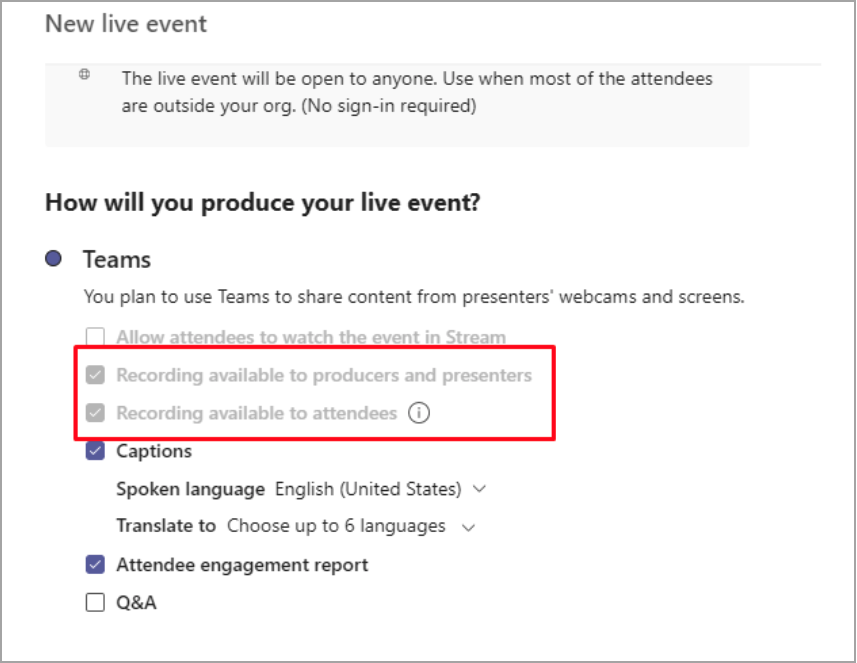 New live event
The live event will be open to anyone. Use when most of the attendees
are outside your org. (No sign-in required)
How will you produce your live event?
Teams
You plan to use Teams to share content from presenters' webcams and screens.
Allow attendees to watch the event in Stream
Recording available to producers and presenters
Recording available to attendees
Captions
Spoken language English (United States)
Translate to Choose up to 6 languages
Attendee engagement report
Q&A